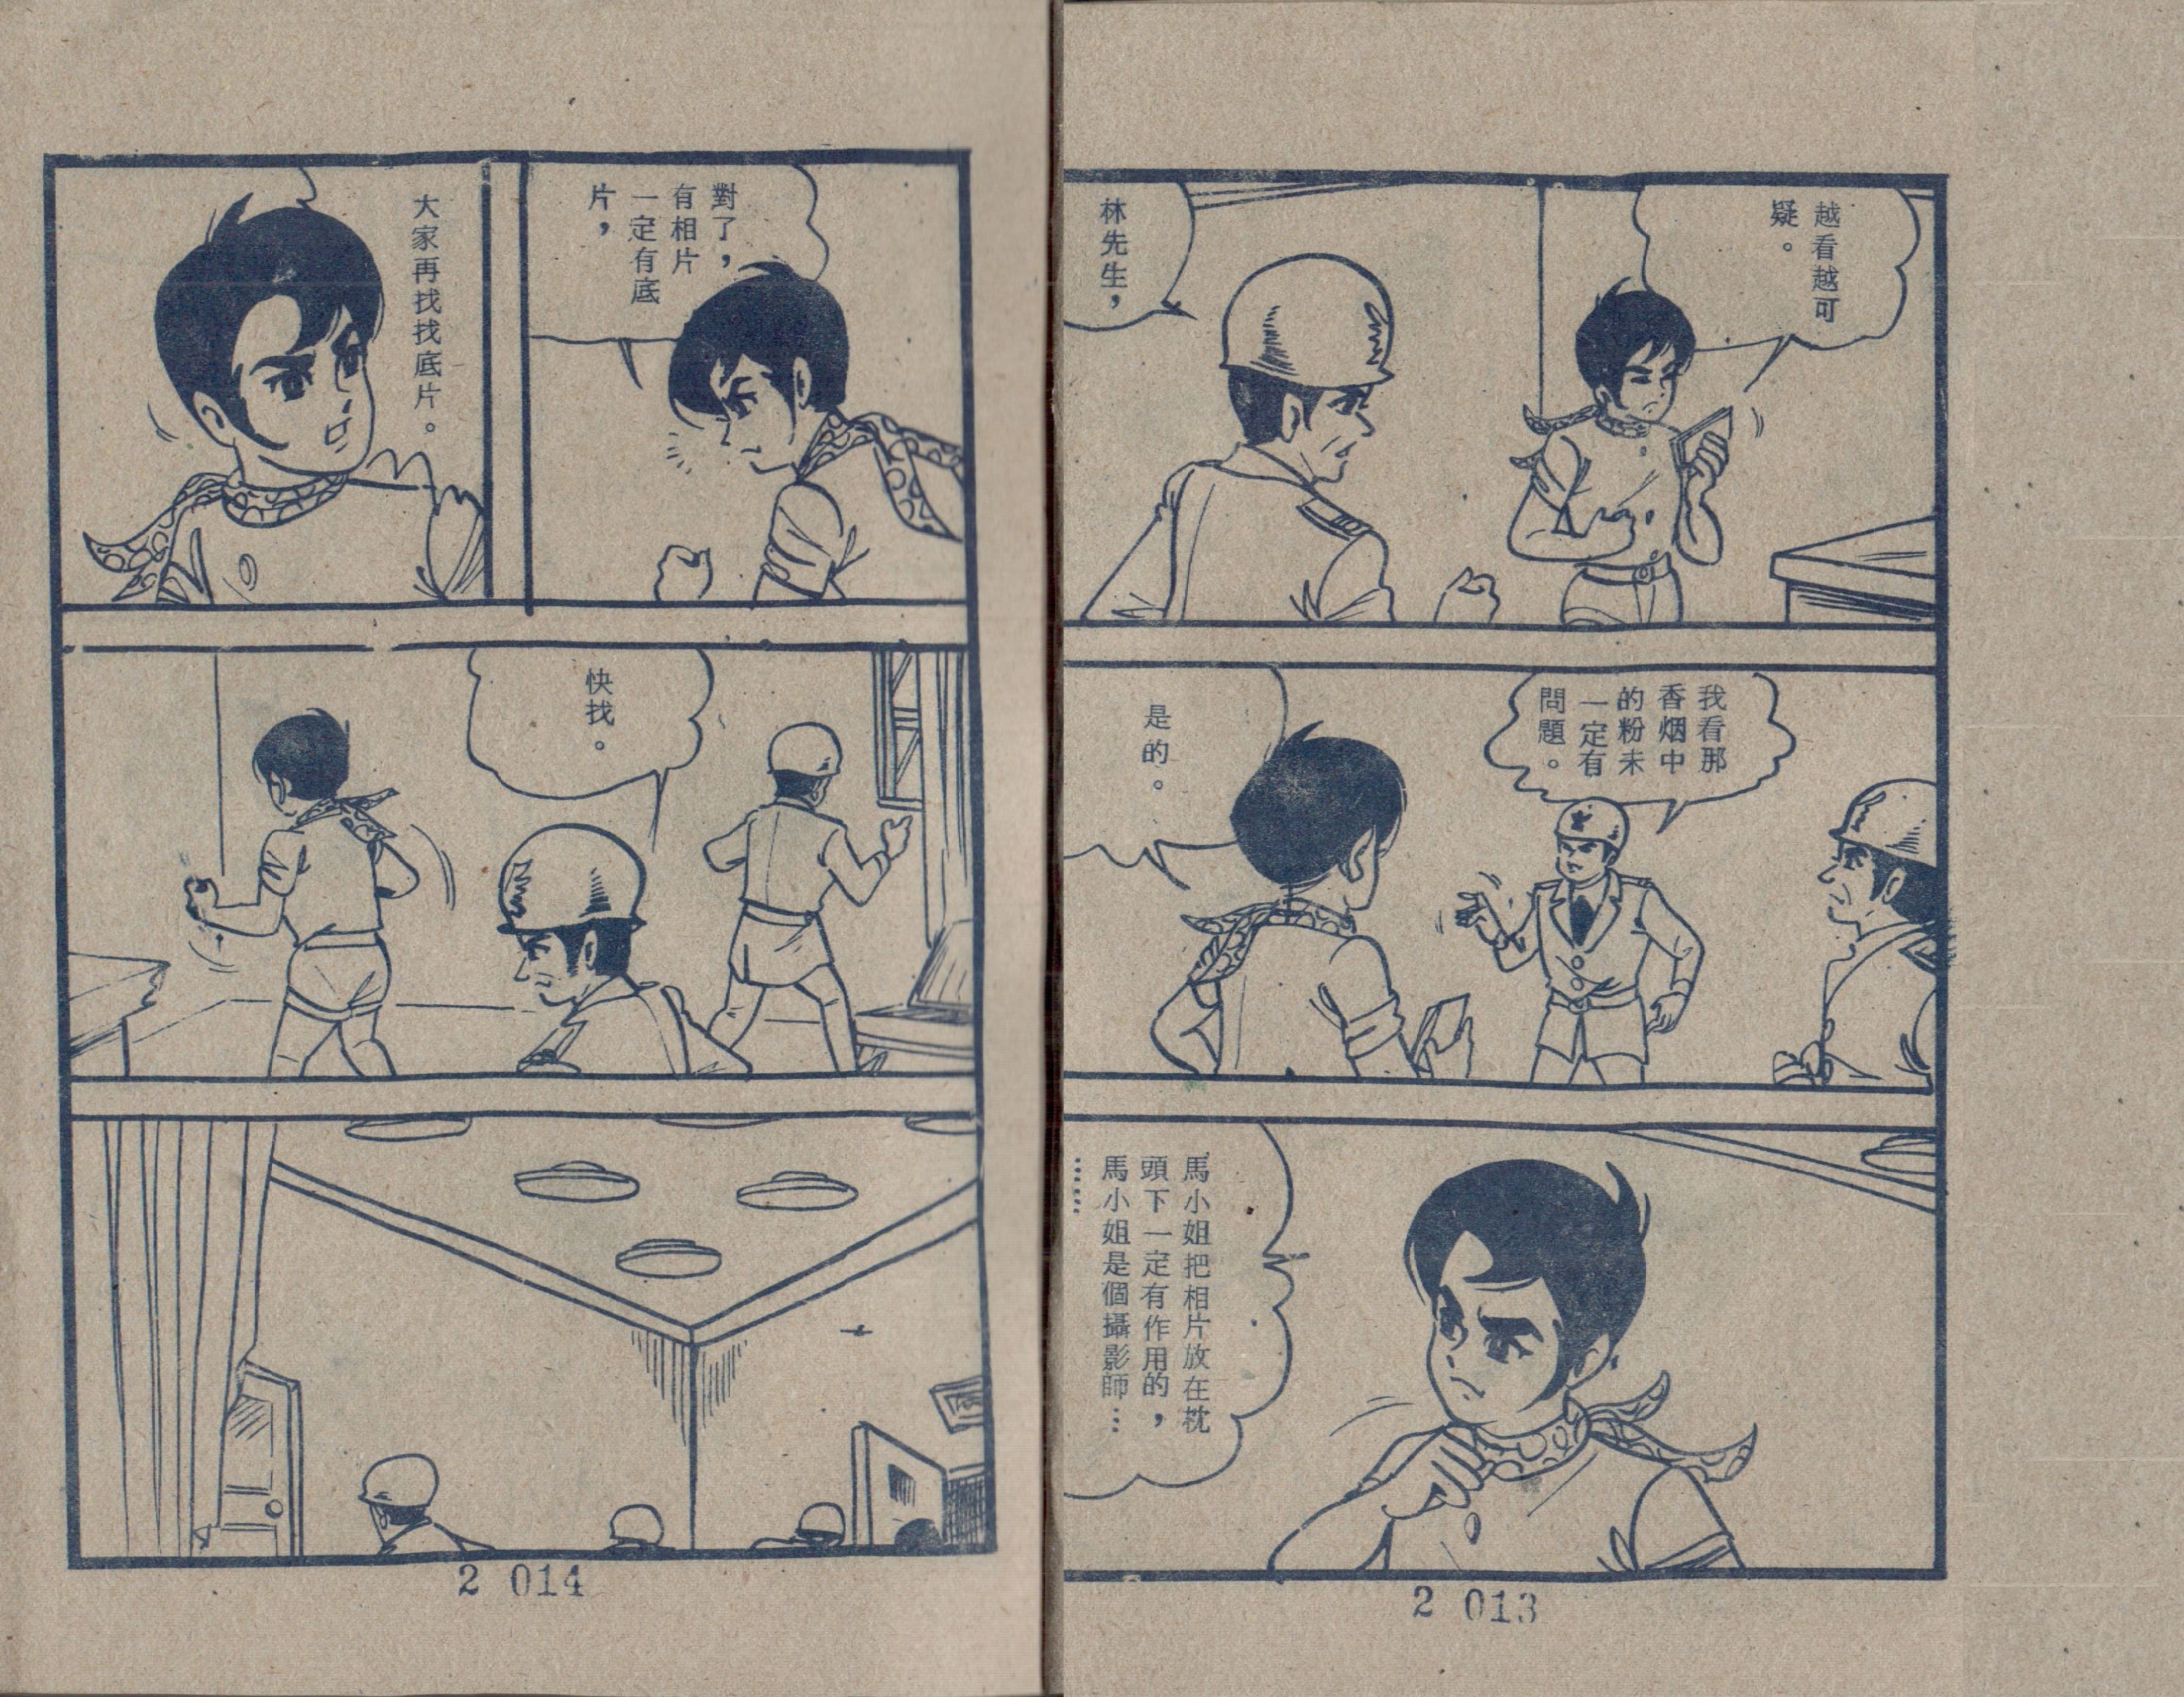 越看越可
疑。
林先生，
我看那
香烟中
的粉末
一定有
問題。
是的。
馬小姐把相片放在枕
頭下一定有作用的，
馬小姐是個攝影師…
……
2 013
對了，
有相片
一定有底
片，
大家再找找底片。
快找。
2 014